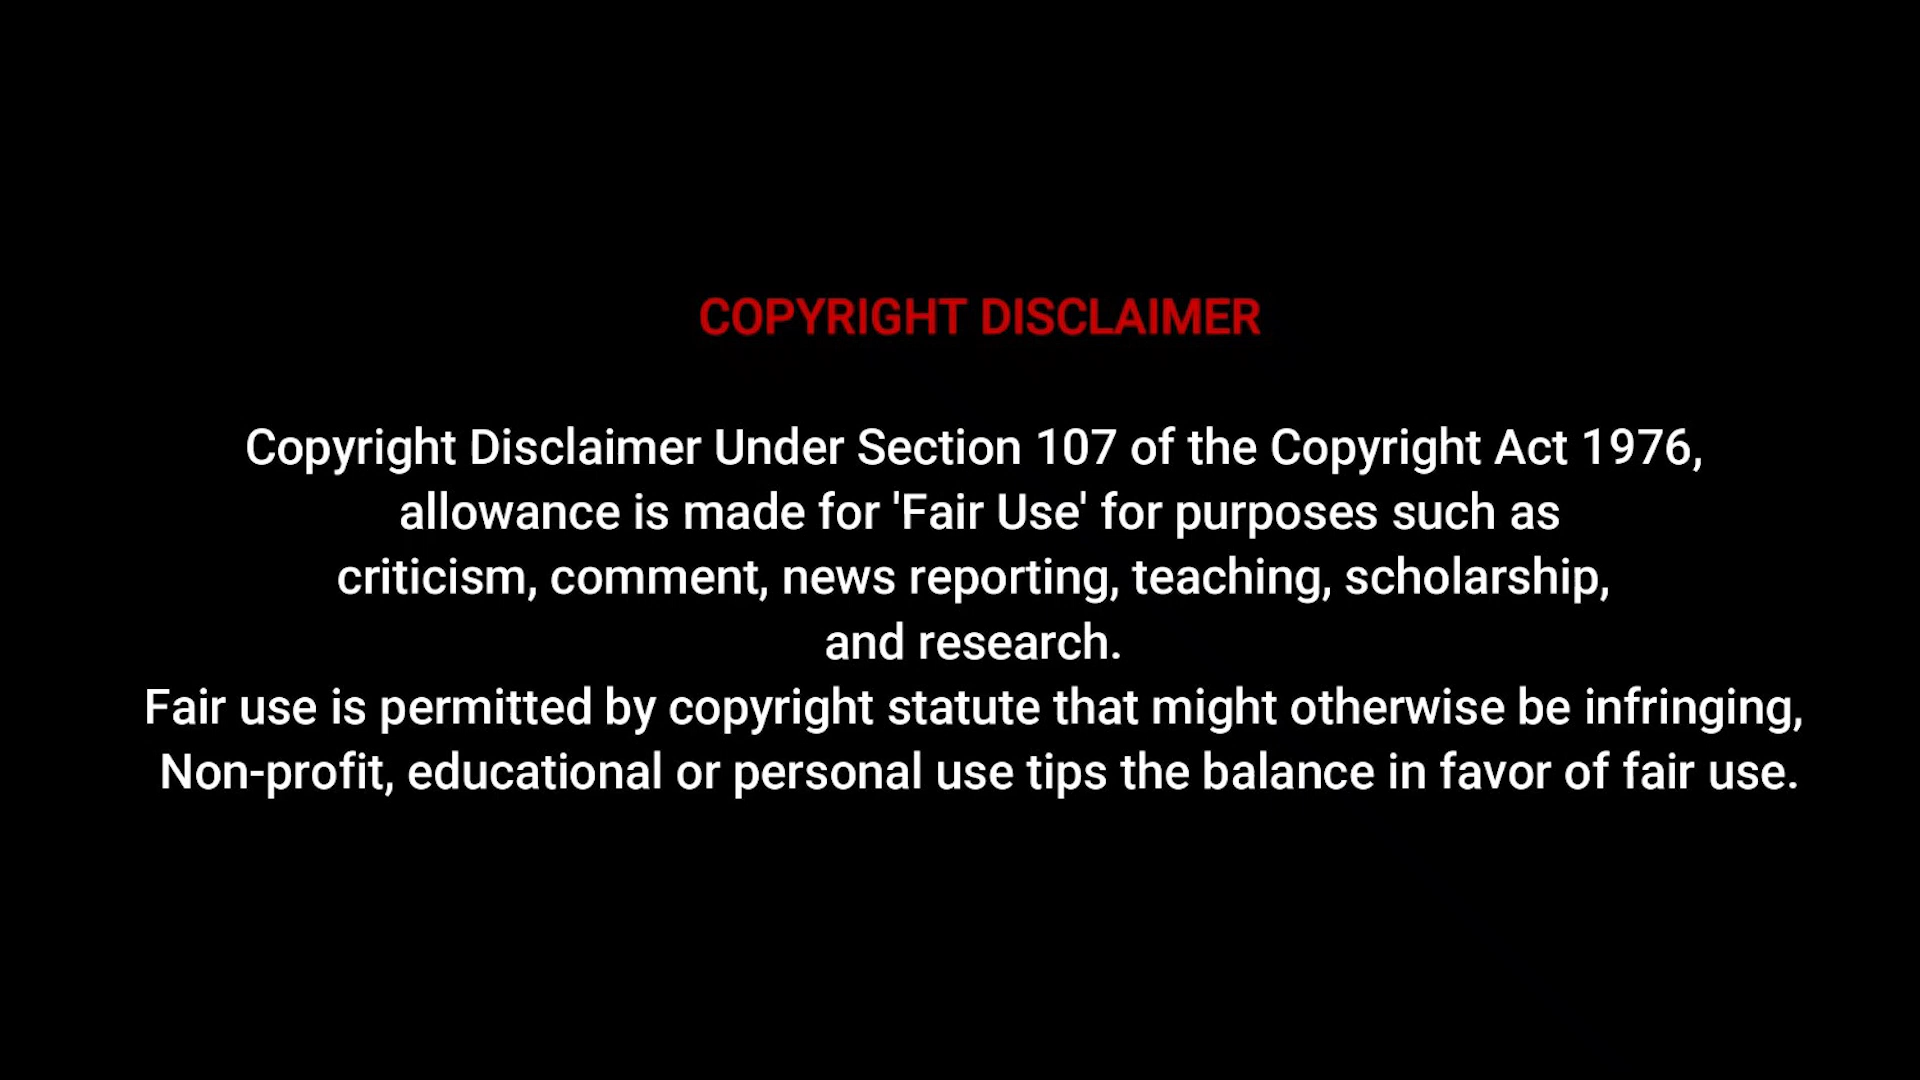 COPYRIGHT DISCLAIMER
Copyright Disclaimer Under Section 107 of the Copyright Act 1976,
allowance is made for 'Fair Use' for purposes such as
criticism, comment, news reporting, teaching, scholarship,
and research.
Fair use is permitted by copyright statute that might otherwise be infringing,
Non-profit, educational or personal use tips the balance in favor of fair use.